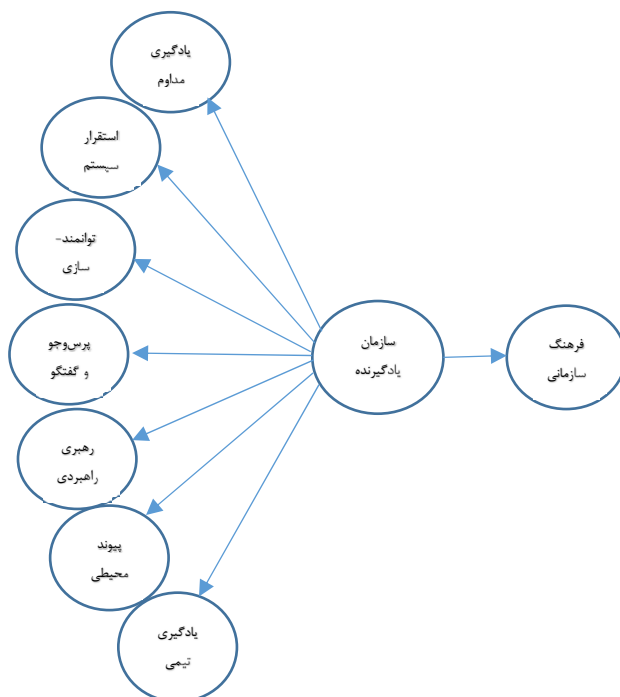 یادگیری
مداوم
استقرار
سیستم
توانمند-
سازی
پرس‌وجو
و گفتگو
رهبری
راهبردی
پیوند
محیطی
یادگیری
تیمی
سازمان
یادگیرنده
فرهنگ
سازمانی